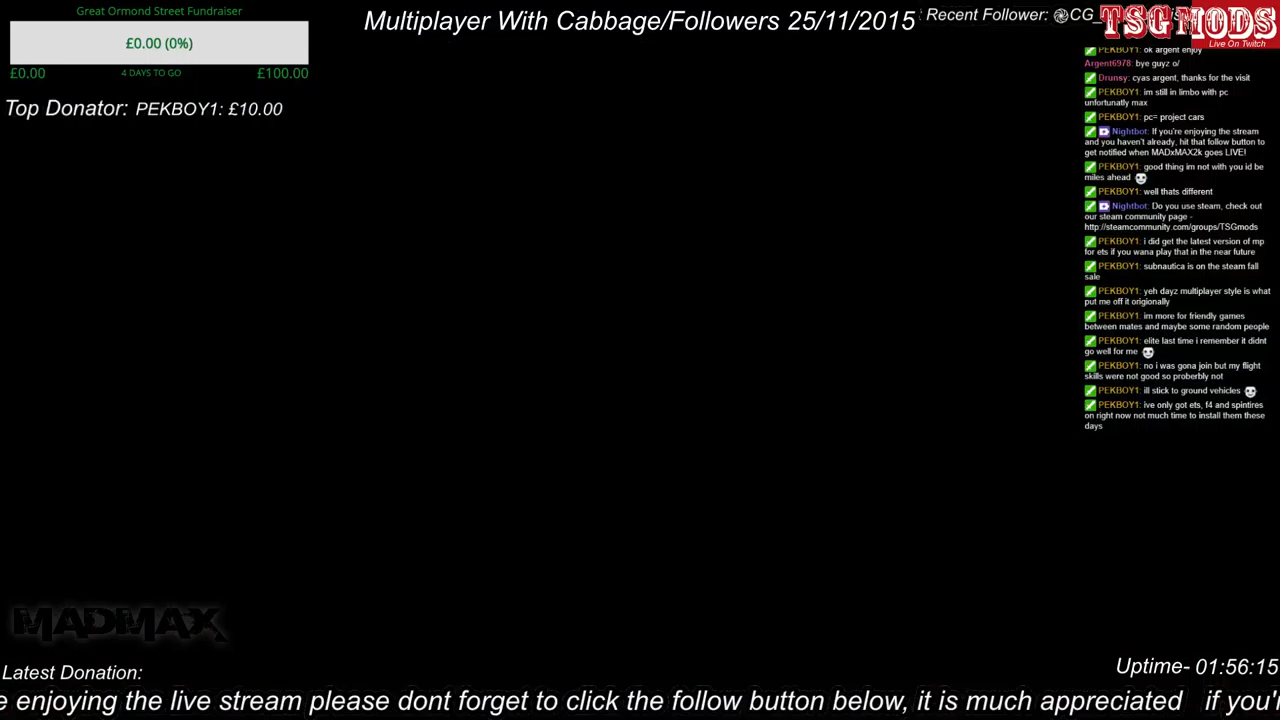 Great Ormond Street Fundraiser
£0.00 (0%)
£0.00 4 DAYS TO GO £100.00
Top Donator: PEKBOY1: £10.00
Multiplayer With Cabbage/Followers 25/11/2015
Recent Follower: CG_
TSGMODS
Live On Twitch
PEKBOY1: ok argent enjoy
Argent6978: bye guyz o/
Drunsy: cyas argent, thanks for the visit
PEKBOY1: im still in limbo with pc
unfortunatly max
PEKBOY1: pc= project cars
Nightbot: If you're enjoying the stream
and you haven't already, hit that follow button to
get notified when MADxMAX2k goes LIVE!
PEKBOY1: good thing im not with you id be
miles ahead
PEKBOY1: well thats different
Nightbot: Do you use steam, check out
our steam community page -
http://steamcommunity.com/groups/TSGmods
PEKBOY1: i did get the latest version of mp
for ets if you wana play that in the near future
PEKBOY1: subnautica is on the steam fall
sale
PEKBOY1: yeh dayz multiplayer style is what
put me off it origionally
PEKBOY1: im more for friendly games
between mates and maybe some random people
PEKBOY1: elite last time i remember it didnt
go well for me
PEKBOY1: no i was gona join but my flight
skills were not good so proberbly not
PEKBOY1: ill stick to ground vehicles
PEKBOY1: ive only got ets, f4 and spintires
on right now not much time to install them these
days
MADMAX
Latest Donation:
Uptime- 01:56:15
e enjoying the live stream please dont forget to click the follow button below, it is much appreciated if you'r